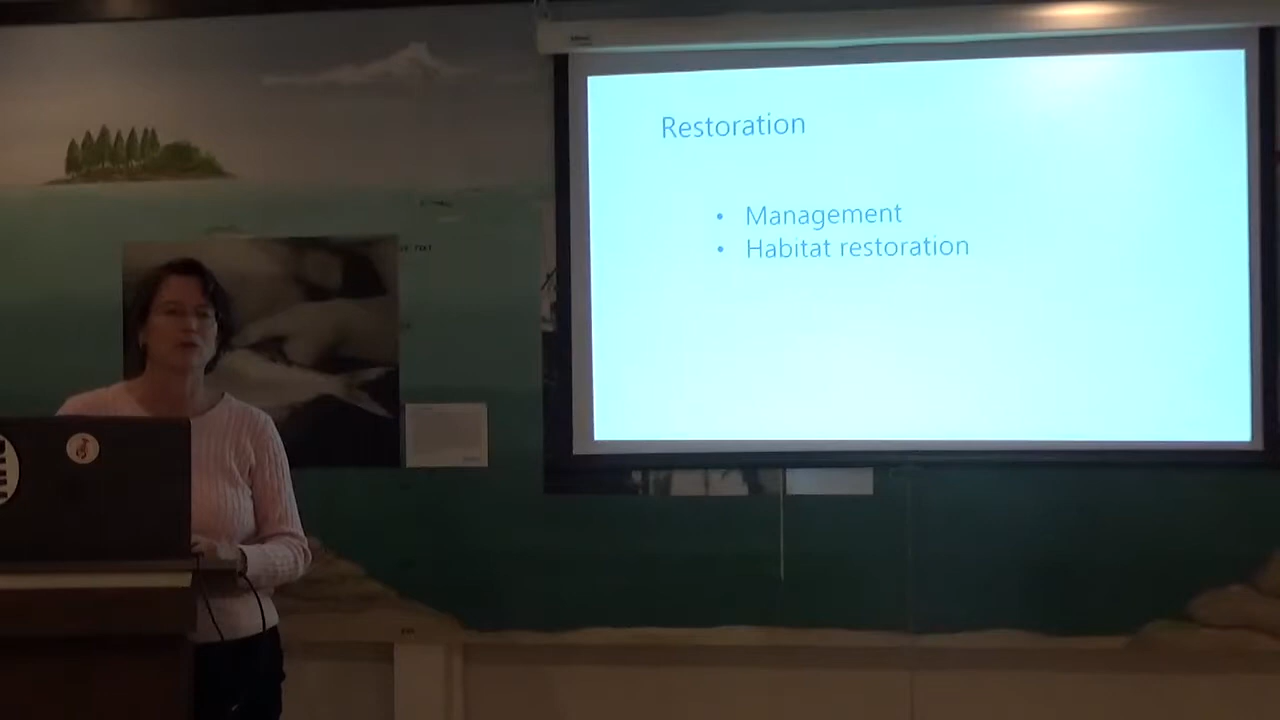 Restoration
• Management
• Habitat restoration